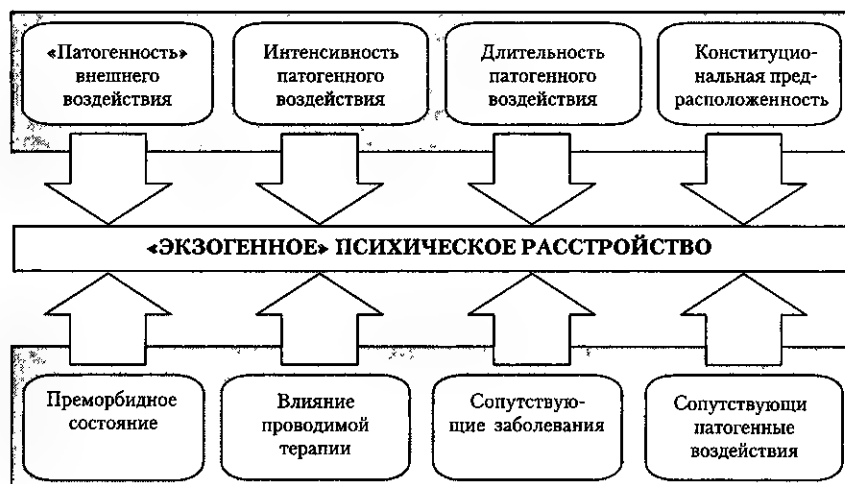 «Патогенность»
внешнего
воздействия
Интенсивность
патогенного
воздействия
Длительность
патогенного
воздействия
Конституцио-
нальная пред-
расположенность
«ЭКЗОГЕННОЕ» ПСИХИЧЕСКОЕ РАССТРОЙСТВО
Преморбидное
состояние
Влияние
проводимой
терапии
Сопутствую-
щие заболевания
Сопутствующи
патогенные
воздействия